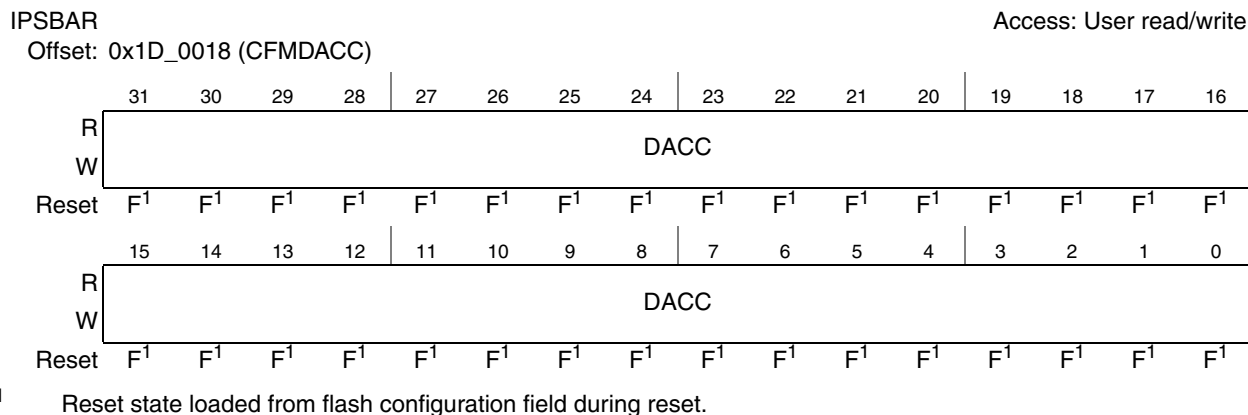 IPSBAR Access: User read/write
Offset: 0x1D_0018 (CFMDACC)
31 30 29 28 27 26 25 24 23 22 21 20 19 18 17 16
R
DACC
W
Reset F1 F1 F1 F1 F1 F1 F1 F1 F1 F1 F1 F1 F1 F1 F1 F1
15 14 13 12 11 10 9 8 7 6 5 4 3 2 1 0
R
DACC
W
Reset F1 F1 F1 F1 F1 F1 F1 F1 F1 F1 F1 F1 F1 F1 F1 F1
1 Reset state loaded from flash configuration field during reset.